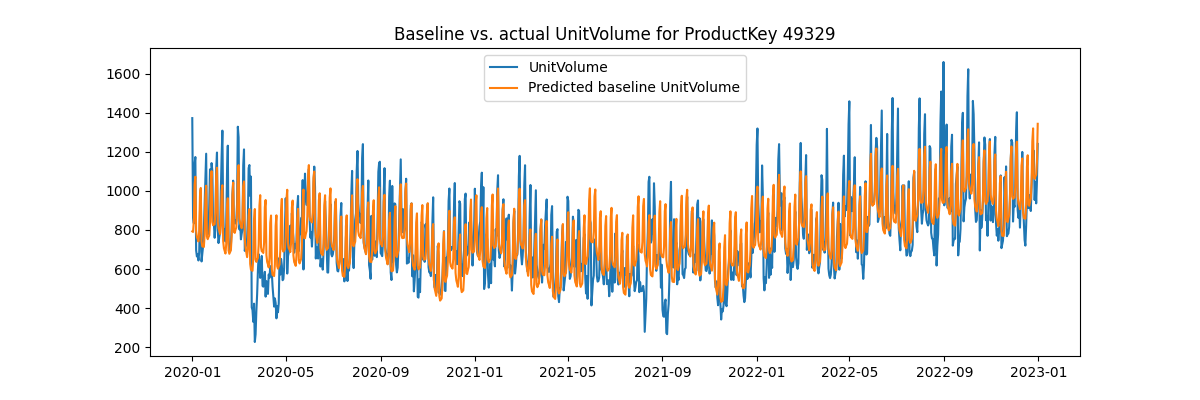 Baseline vs. actual UnitVolume for ProductKey 49329
UnitVolume
Predicted baseline UnitVolume
1600
1400
1200
1000
800
600
400
200
2020-01 2020-05 2020-09 2021-01 2021-05 2021-09 2022-01 2022-05 2022-09 2023-01